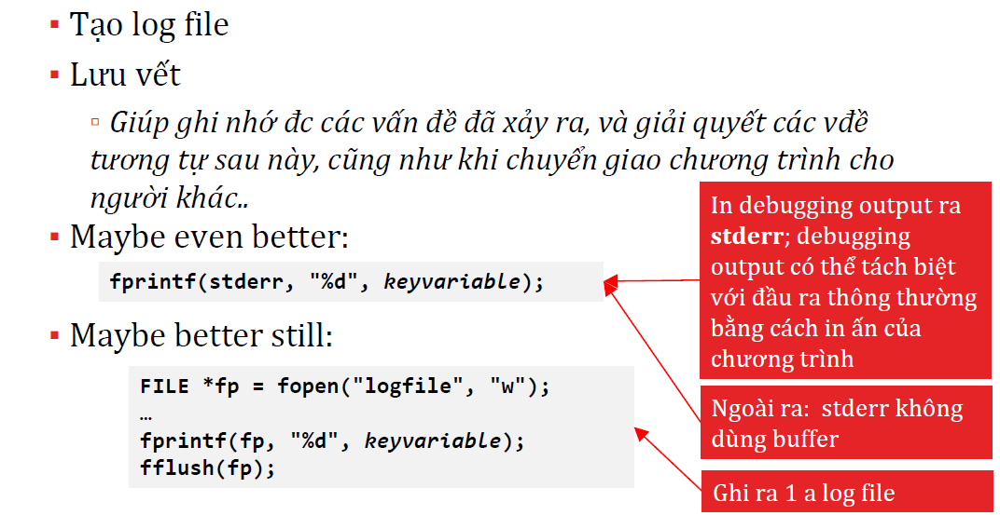 ▪ Tạo log file
▪ Lưu vết
▫ Giúp ghi nhớ đc các vấn đề đã xảy ra, và giải quyết các vđề
tương tự sau này, cũng như khi chuyển giao chương trình cho
người khác..
▪ Maybe even better:
fprintf(stderr, "%d", keyvariable);
▪ Maybe better still:
FILE *fp = fopen("logfile", "w");
…
fprintf(fp, "%d", keyvariable);
fflush(fp);
In debugging output ra
stderr; debugging
output có thể tách biệt
với đầu ra thông thường
bằng cách in ấn của
chương trình
Ngoài ra: stderr không
dùng buffer
Ghi ra 1 a log file